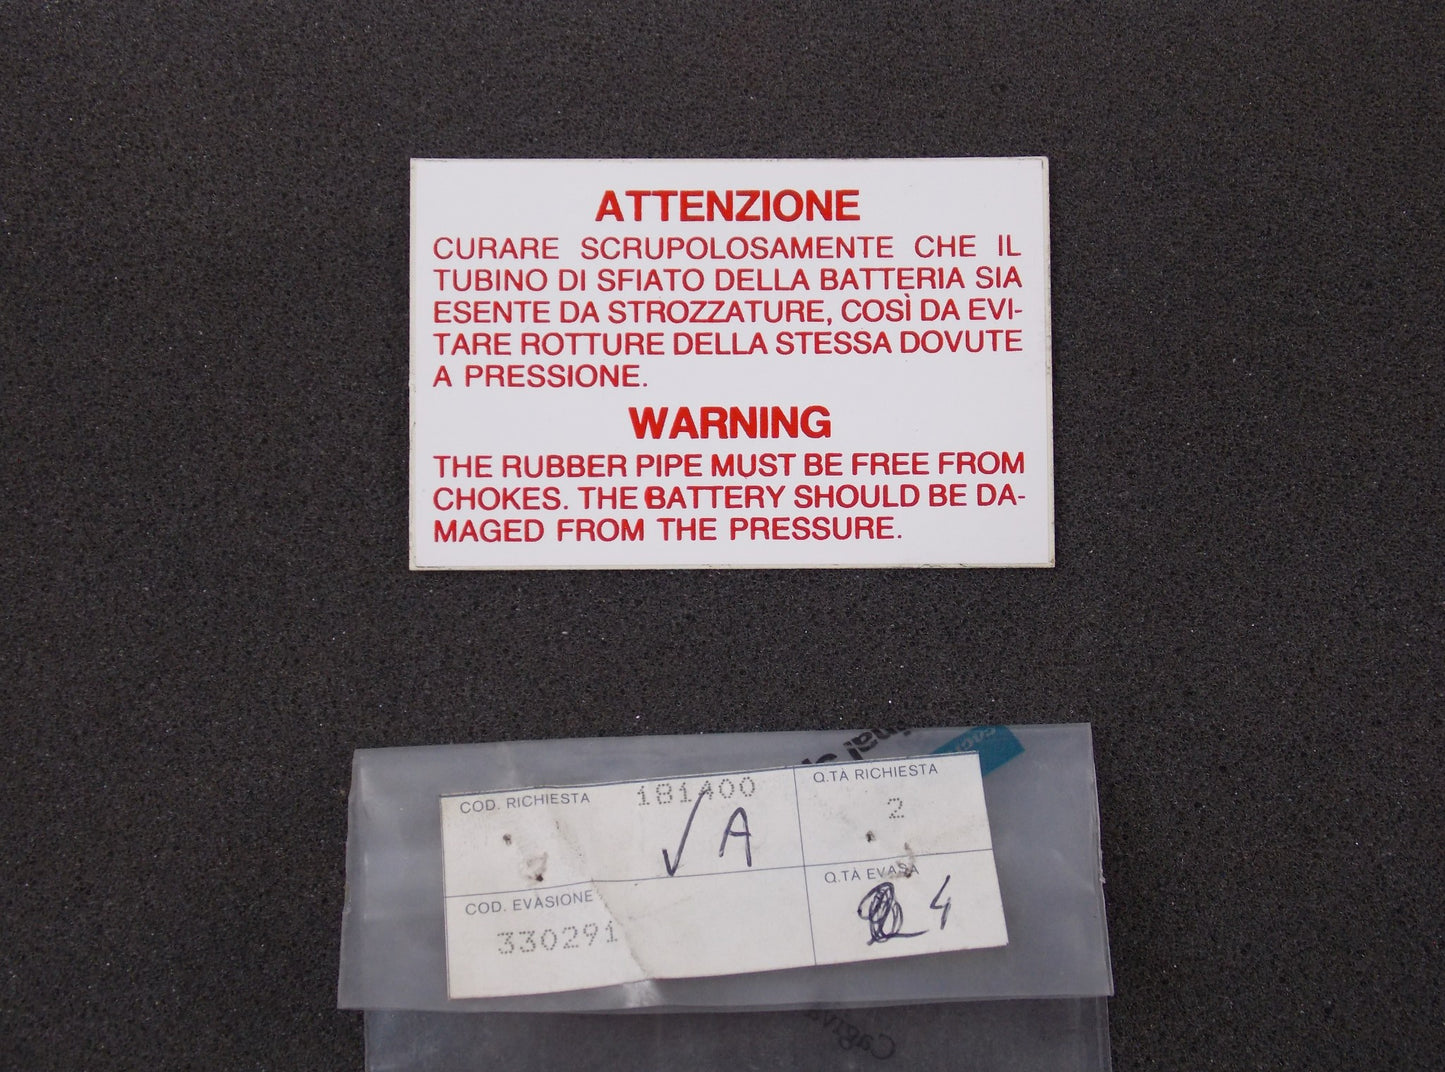 ATTENZIONE
CURARE SCRUPOLOSAMENTE CHE IL
TUBINO DI SFIATO DELLA BATTERIA SIA
ESENTE DA STROZZATURE, COSÌ DA EVI-
TARE ROTTURE DELLA STESSA DOVUTE
A PRESSIONE.
WARNING
THE RUBBER PIPE MUST BE FREE FROM
CHOKES. THE BATTERY SHOULD BE DA-
MAGED FROM THE PRESSURE.
COD. RICHIESTA 181400
A
Q.TÀ RICHIESTA
2
COD. EVASIONE
330291
Q.TÀ EVASA
4